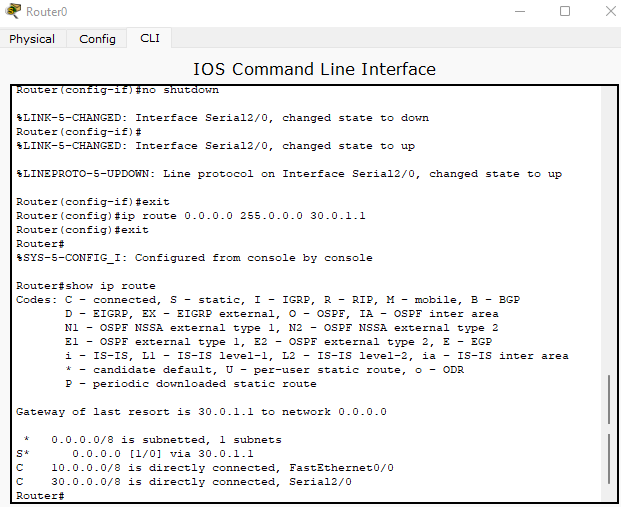 Router0
Physical Config CLI
IOS Command Line Interface
Router(config-if)#no shutdown
%LINK-5-CHANGED: Interface Serial2/0, changed state to down
Router(config-if)#
%LINK-5-CHANGED: Interface Serial2/0, changed state to up
%LINEPROTO-5-UPDOWN: Line protocol on Interface Serial2/0, changed state to up
Router(config-if)#exit
Router(config)#ip route 0.0.0.0 255.0.0.0 30.0.1.1
Router(config)#exit
Router#
%SYS-5-CONFIG_I: Configured from console by console
Router#show ip route
Codes: C - connected, S - static, I - IGRP, R - RIP, M - mobile, B - BGP
D - EIGRP, EX - EIGRP external, O - OSPF, IA - OSPF inter area
N1 - OSPF NSSA external type 1, N2 - OSPF NSSA external type 2
E1 - OSPF external type 1, E2 - OSPF external type 2, E - EGP
i - IS-IS, L1 - IS-IS level-1, L2 - IS-IS level-2, ia - IS-IS inter area
* - candidate default, U - per-user static route, o - ODR
P - periodic downloaded static route
Gateway of last resort is 30.0.1.1 to network 0.0.0.0
* 0.0.0.0/8 is subnetted, 1 subnets
S* 0.0.0.0 [1/0] via 30.0.1.1
C 10.0.0.0/8 is directly connected, FastEthernet0/0
C 30.0.0.0/8 is directly connected, Serial2/0
Router#